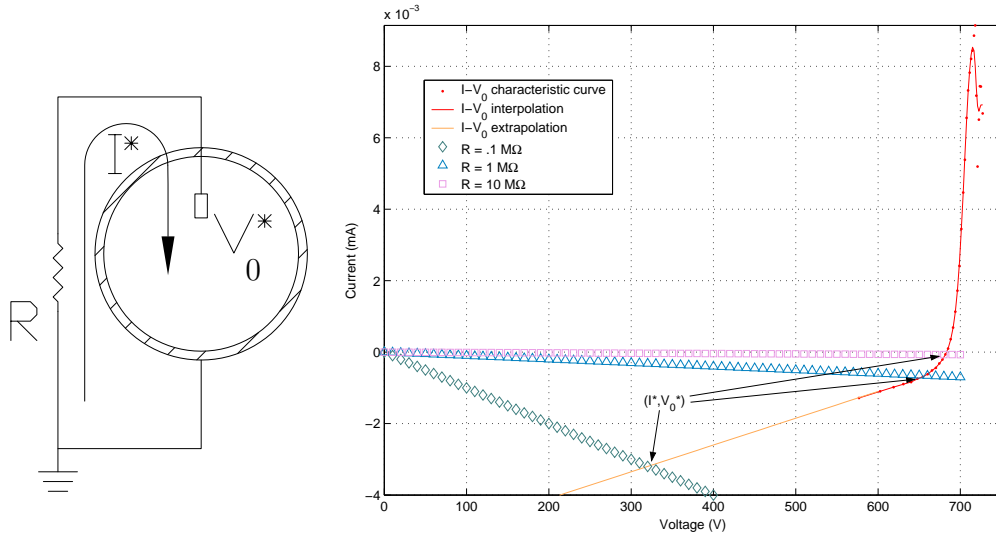 I*
V0*
R
x 10⁻³
8
6
4
2
0
−2
−4
Current (mA)
I−V₀ characteristic curve
I−V₀ interpolation
I−V₀ extrapolation
R = .1 MΩ
R = 1 MΩ
R = 10 MΩ
(I*,V₀*)
0 100 200 300 400 500 600 700
Voltage (V)